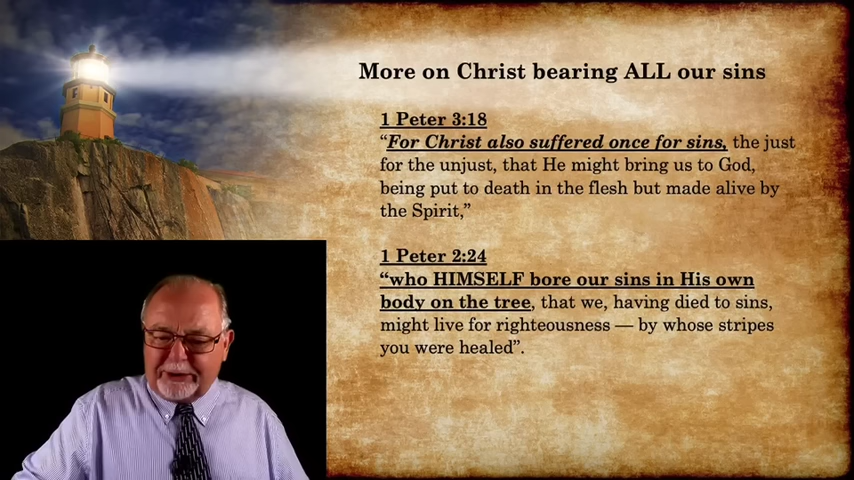 More on Christ bearing ALL our sins
1 Peter 3:18
“For Christ also suffered once for sins, the just
for the unjust, that He might bring us to God,
being put to death in the flesh but made alive by
the Spirit,”
1 Peter 2:24
“who HIMSELF bore our sins in His own
body on the tree, that we, having died to sins,
might live for righteousness — by whose stripes
you were healed”.